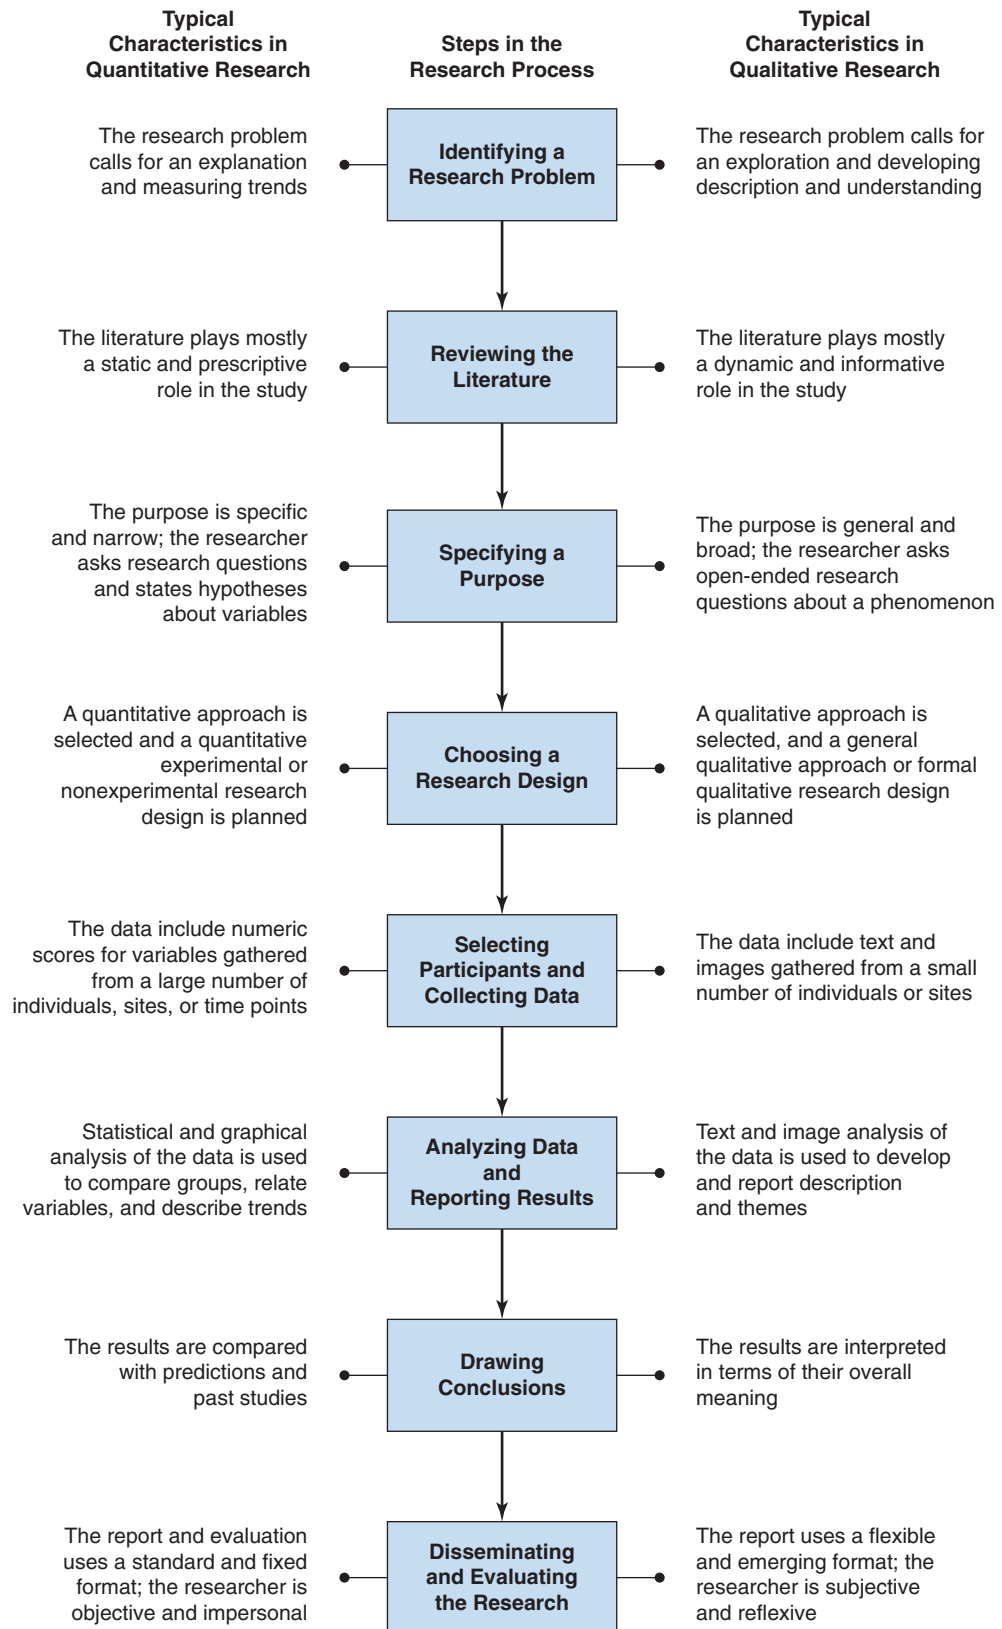 Typical
Characteristics in
Quantitative Research
Steps in the
Research Process
Typical
Characteristics in
Qualitative Research
The research problem
calls for an explanation
and measuring trends
Identifying a
Research Problem
The research problem calls for
an exploration and developing
description and understanding
The literature plays mostly
a static and prescriptive
role in the study
Reviewing the
Literature
The literature plays mostly
a dynamic and informative
role in the study
The purpose is specific
and narrow; the researcher
asks research questions
and states hypotheses
about variables
Specifying a
Purpose
The purpose is general and
broad; the researcher asks
open-ended research
questions about a phenomenon
A quantitative approach is
selected and a quantitative
experimental or
nonexperimental research
design is planned
Choosing a
Research Design
A qualitative approach is
selected, and a general
qualitative approach or formal
qualitative research design
is planned
The data include numeric
scores for variables gathered
from a large number of
individuals, sites, or time points
Selecting
Participants and
Collecting Data
The data include text and
images gathered from a small
number of individuals or sites
Statistical and graphical
analysis of the data is used
to compare groups, relate
variables, and describe trends
Analyzing Data
and
Reporting Results
Text and image analysis of
the data is used to develop
and report description
and themes
The results are compared
with predictions and
past studies
Drawing
Conclusions
The results are interpreted
in terms of their overall
meaning
The report and evaluation
uses a standard and fixed
format; the researcher is
objective and impersonal
Disseminating
and Evaluating
the Research
The report uses a flexible
and emerging format; the
researcher is subjective
and reflexive